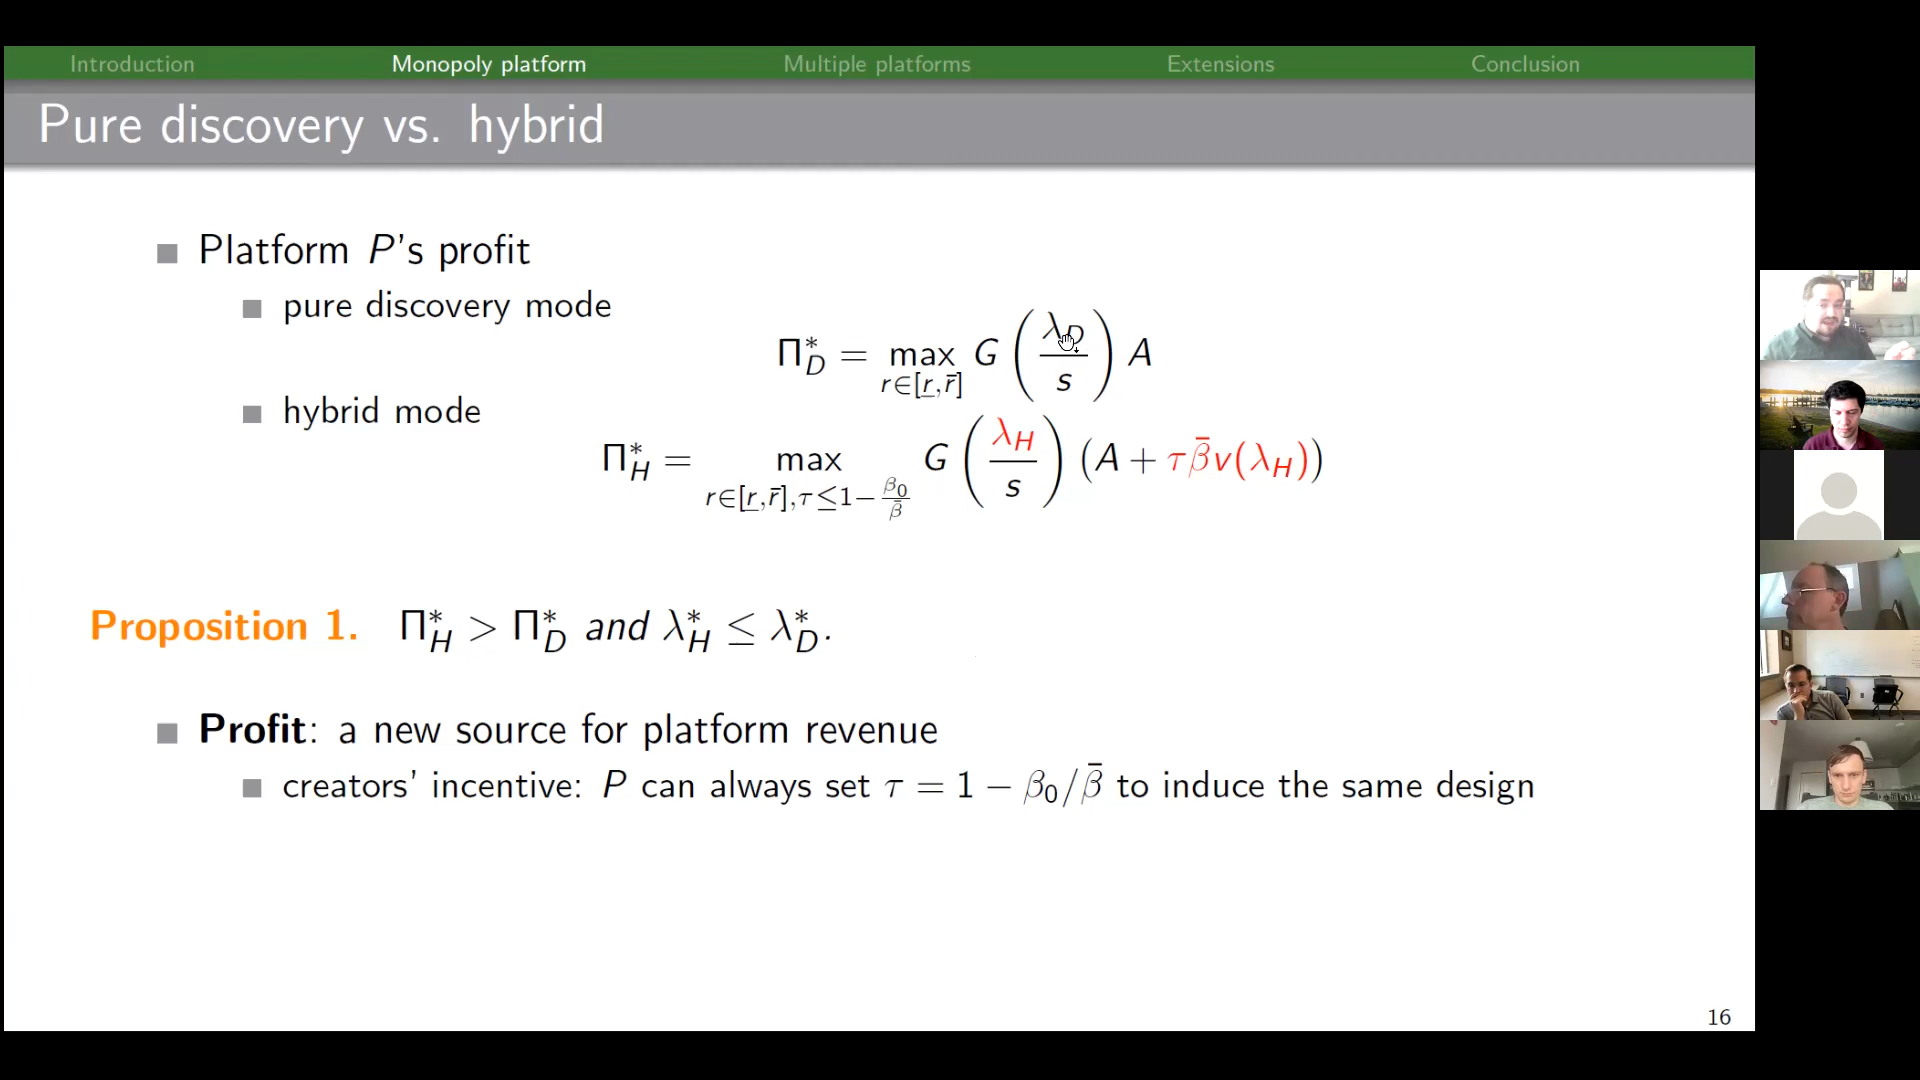 Introduction Monopoly platform Multiple platforms Extensions Conclusion
Pure discovery vs. hybrid
Platform P's profit
pure discovery mode
Π*_D = max_{r∈[r̲,r̄]} G(λ_D/s) A
hybrid mode
Π*_H = max_{r∈[r̲,r̄],τ≤1−β₀/β̄} G(λ_H/s) (A + τβ̄v(λ_H))
Proposition 1. Π*_H > Π*_D and λ*_H ≤ λ*_D.
Profit: a new source for platform revenue
creators' incentive: P can always set τ = 1 − β₀/β̄ to induce the same design
16